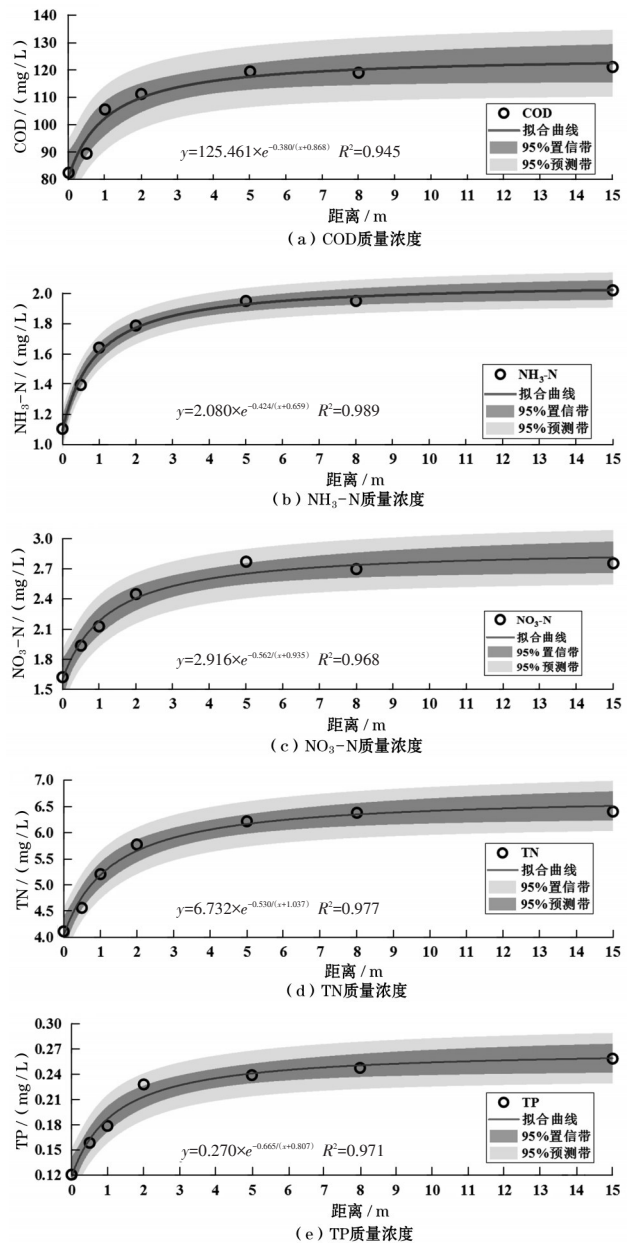 140
130
120
110
100
90
80
COD / (mg/L)
COD
拟合曲线
95%置信带
95%预测带
y=125.461×e^{-0.380/(x+0.868)} R²=0.945
0 1 2 3 4 5 6 7 8 9 10 11 12 13 14 15
距离/m
(a) COD质量浓度
2.0
1.8
1.6
1.4
1.2
1.0
NH₃-N / (mg/L)
NH₃-N
拟合曲线
95%置信带
95%预测带
y=2.080×e^{-0.424/(x+0.659)} R²=0.989
0 1 2 3 4 5 6 7 8 9 10 11 12 13 14 15
距离/m
(b) NH₃-N质量浓度
3.0
2.7
2.4
2.1
1.8
1.5
NO₃-N / (mg/L)
NO₃-N
拟合曲线
95%置信带
95%预测带
y=2.916×e^{-0.562/(x+0.935)} R²=0.968
0 1 2 3 4 5 6 7 8 9 10 11 12 13 14 15
距离/m
(c) NO₃-N质量浓度
7.0
6.5
6.0
5.5
5.0
4.5
4.0
TN / (mg/L)
TN
拟合曲线
95%置信带
95%预测带
y=6.732×e^{-0.530/(x+1.037)} R²=0.977
0 1 2 3 4 5 6 7 8 9 10 11 12 13 14 15
距离/m
(d) TN质量浓度
0.30
0.27
0.24
0.21
0.18
0.15
0.12
TP / (mg/L)
TP
拟合曲线
95%置信带
95%预测带
y=0.270×e^{-0.665/(x+0.807)} R²=0.971
0 1 2 3 4 5 6 7 8 9 10 11 12 13 14 15
距离/m
(e) TP质量浓度